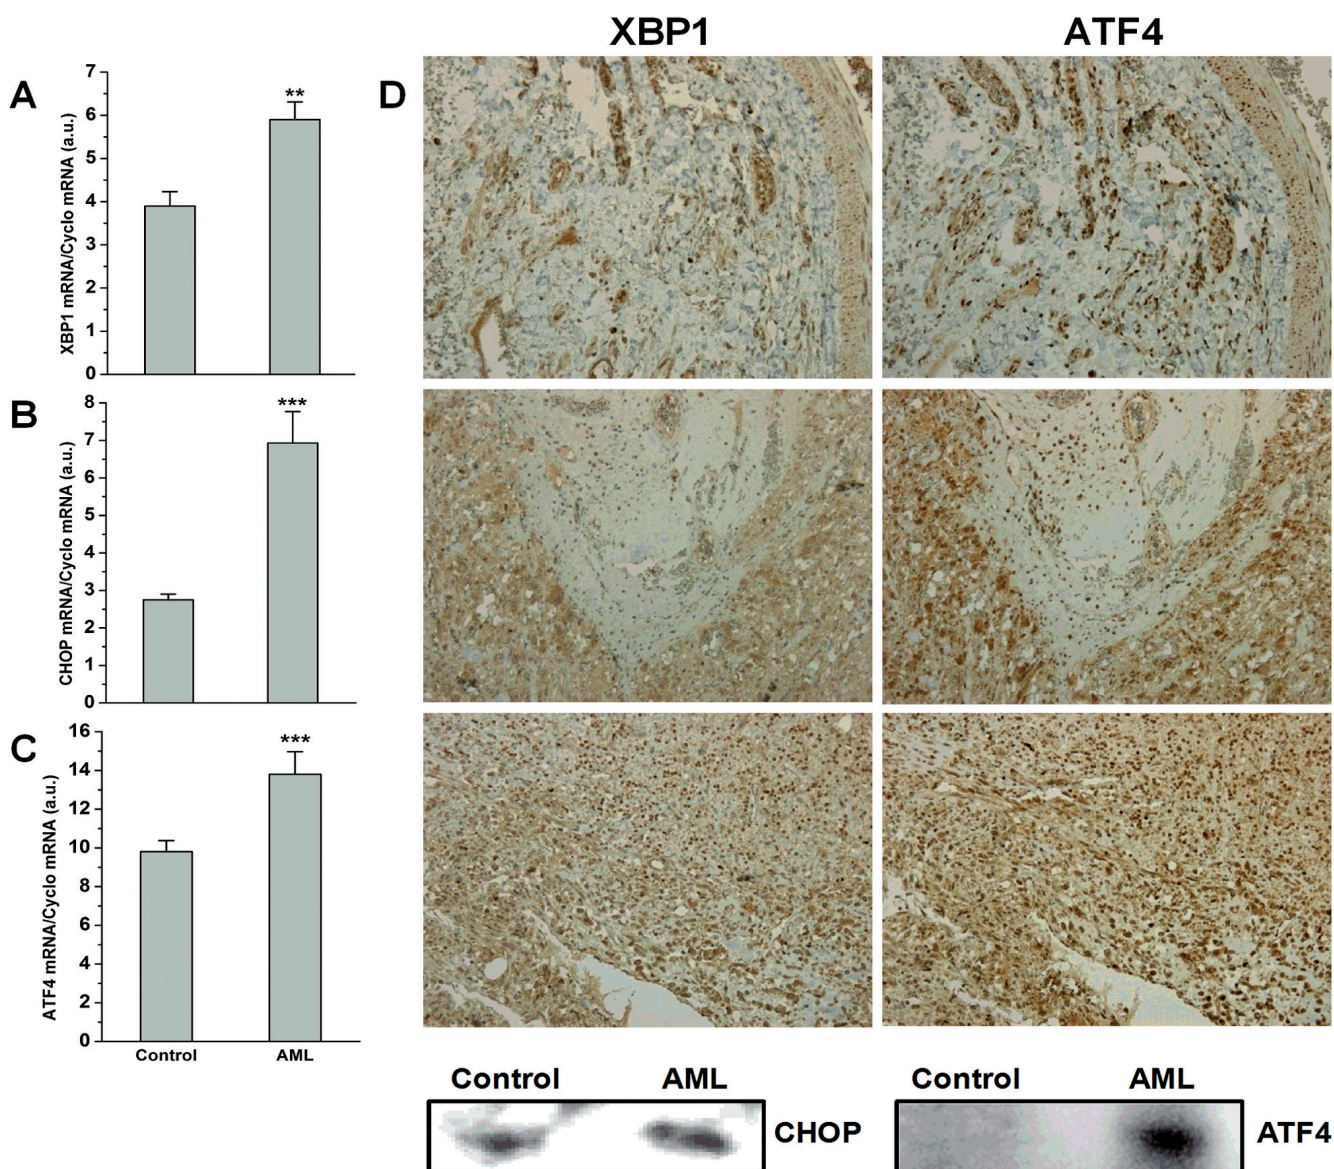 XBP1 ATF4
A
XBP1 mRNA/Cyclo mRNA (a.u.)
7
6
5
4
3
2
1
0
**
D
B
CHOP mRNA/Cyclo mRNA (a.u.)
8
7
6
5
4
3
2
1
0
***
C
ATF4 mRNA/Cyclo mRNA (a.u.)
16
14
12
10
8
6
4
2
0
***
Control AML
Control AML
CHOP
Control AML
ATF4